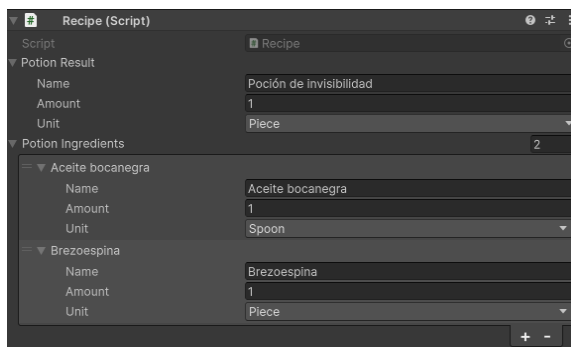 # Recipe (Script)
Script Recipe
Potion Result
Name Poción de invisibilidad
Amount 1
Unit Piece
Potion Ingredients 2
Aceite bocanegra
Name Aceite bocanegra
Amount 1
Unit Spoon
Brezoespina
Name Brezoespina
Amount 1
Unit Piece
+ -